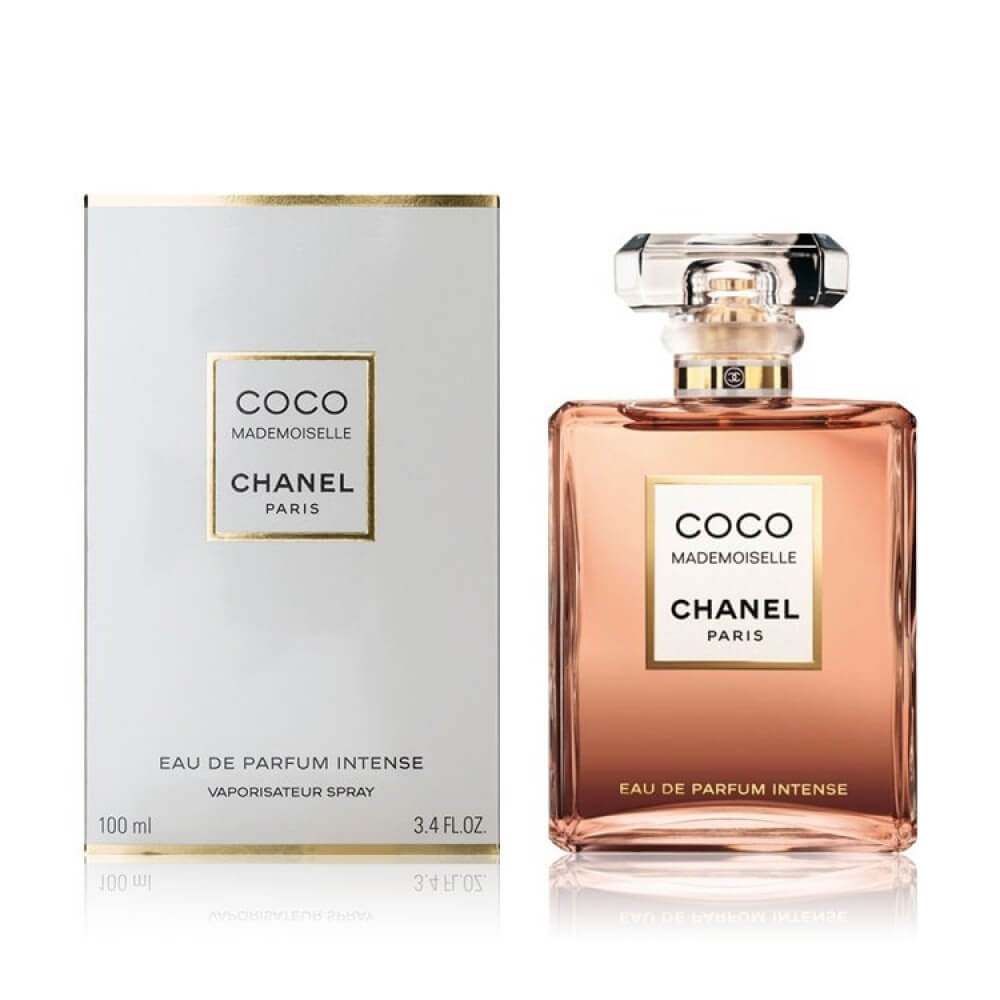 COCO
MADEMOISELLE
CHANEL
PARIS
EAU DE PARFUM INTENSE
VAPORISATEUR SPRAY
100 ml
3.4 FL.OZ.
COCO
MADEMOISELLE
CHANEL
PARIS
EAU DE PARFUM INTENSE